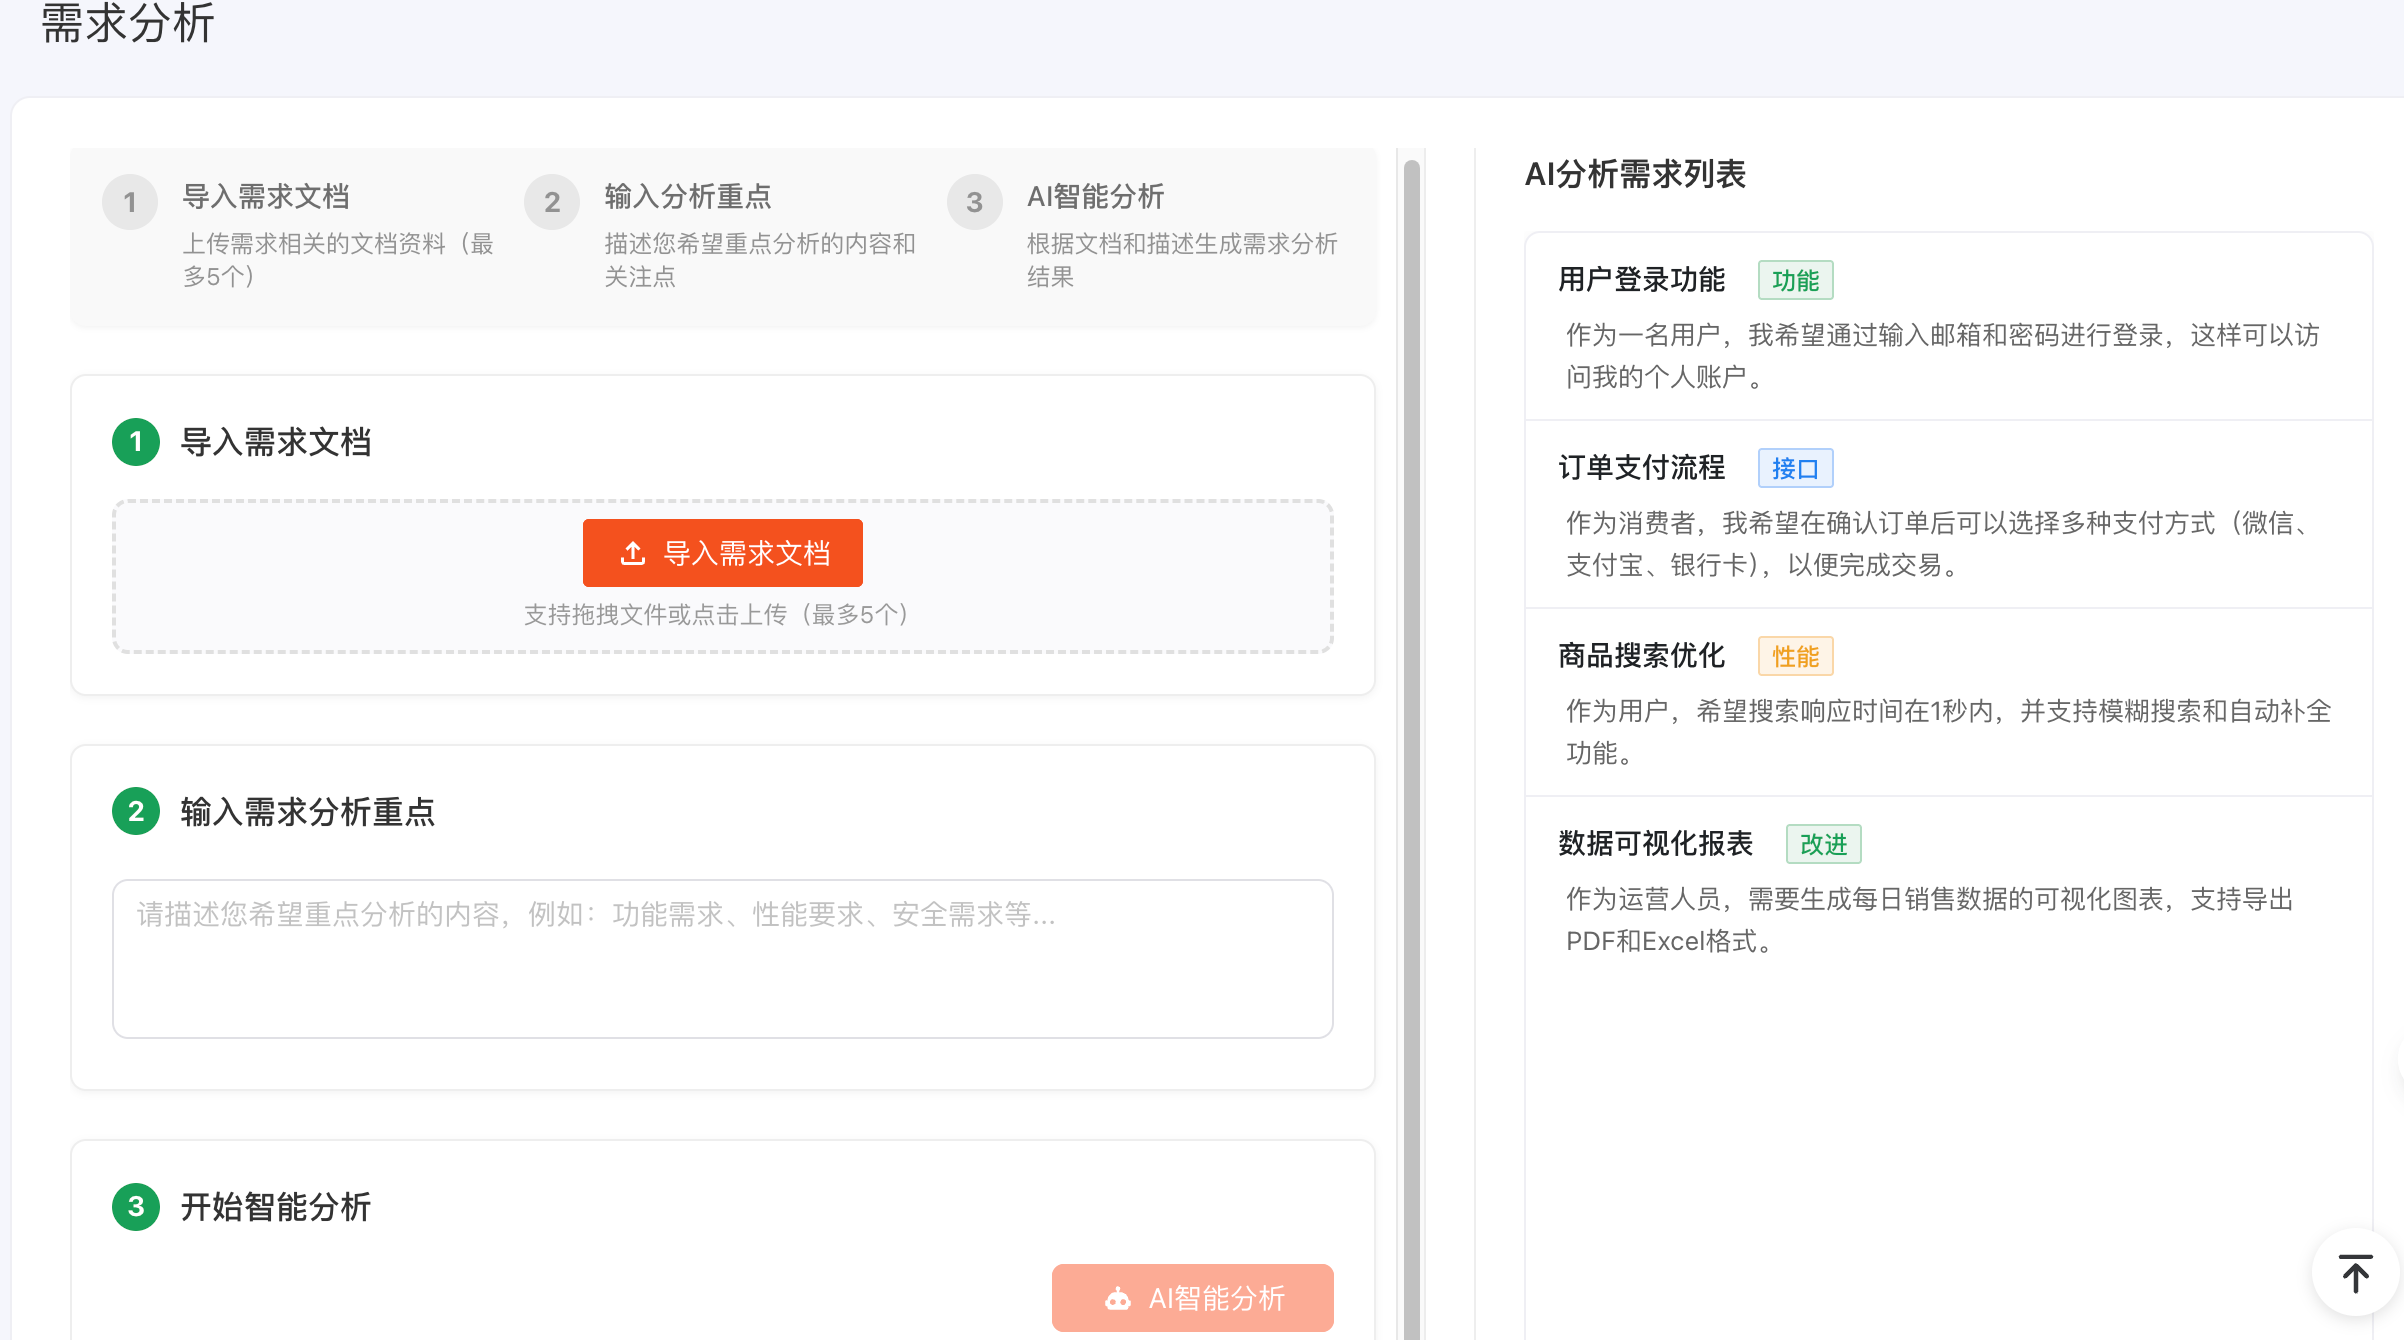 需求分析
1
导入需求文档
上传需求相关的文档资料（最
多5个）
2
输入分析重点
描述您希望重点分析的内容和
关注点
3
AI智能分析
根据文档和描述生成需求分析
结果
1
导入需求文档
导入需求文档
支持拖拽文件或点击上传（最多5个）
2
输入需求分析重点
请描述您希望重点分析的内容，例如：功能需求、性能要求、安全需求等...
3
开始智能分析
AI智能分析
AI分析需求列表
用户登录功能 功能
作为一名用户，我希望通过输入邮箱和密码进行登录，这样可以访
问我的个人账户。
订单支付流程 接口
作为消费者，我希望在确认订单后可以选择多种支付方式（微信、
支付宝、银行卡），以便完成交易。
商品搜索优化 性能
作为用户，希望搜索响应时间在1秒内，并支持模糊搜索和自动补全
功能。
数据可视化报表 改进
作为运营人员，需要生成每日销售数据的可视化图表，支持导出
PDF和Excel格式。